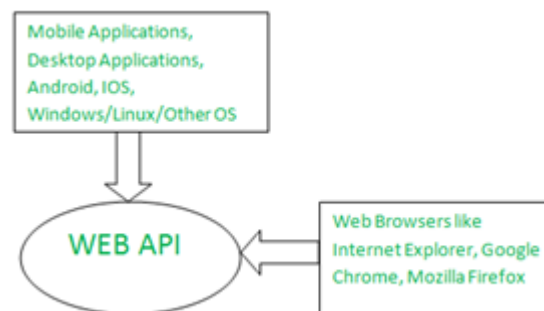 Mobile Applications,
Desktop Applications,
Android, IOS,
Windows/Linux/Other OS
WEB API
Web Browsers like
Internet Explorer, Google
Chrome, Mozilla Firefox